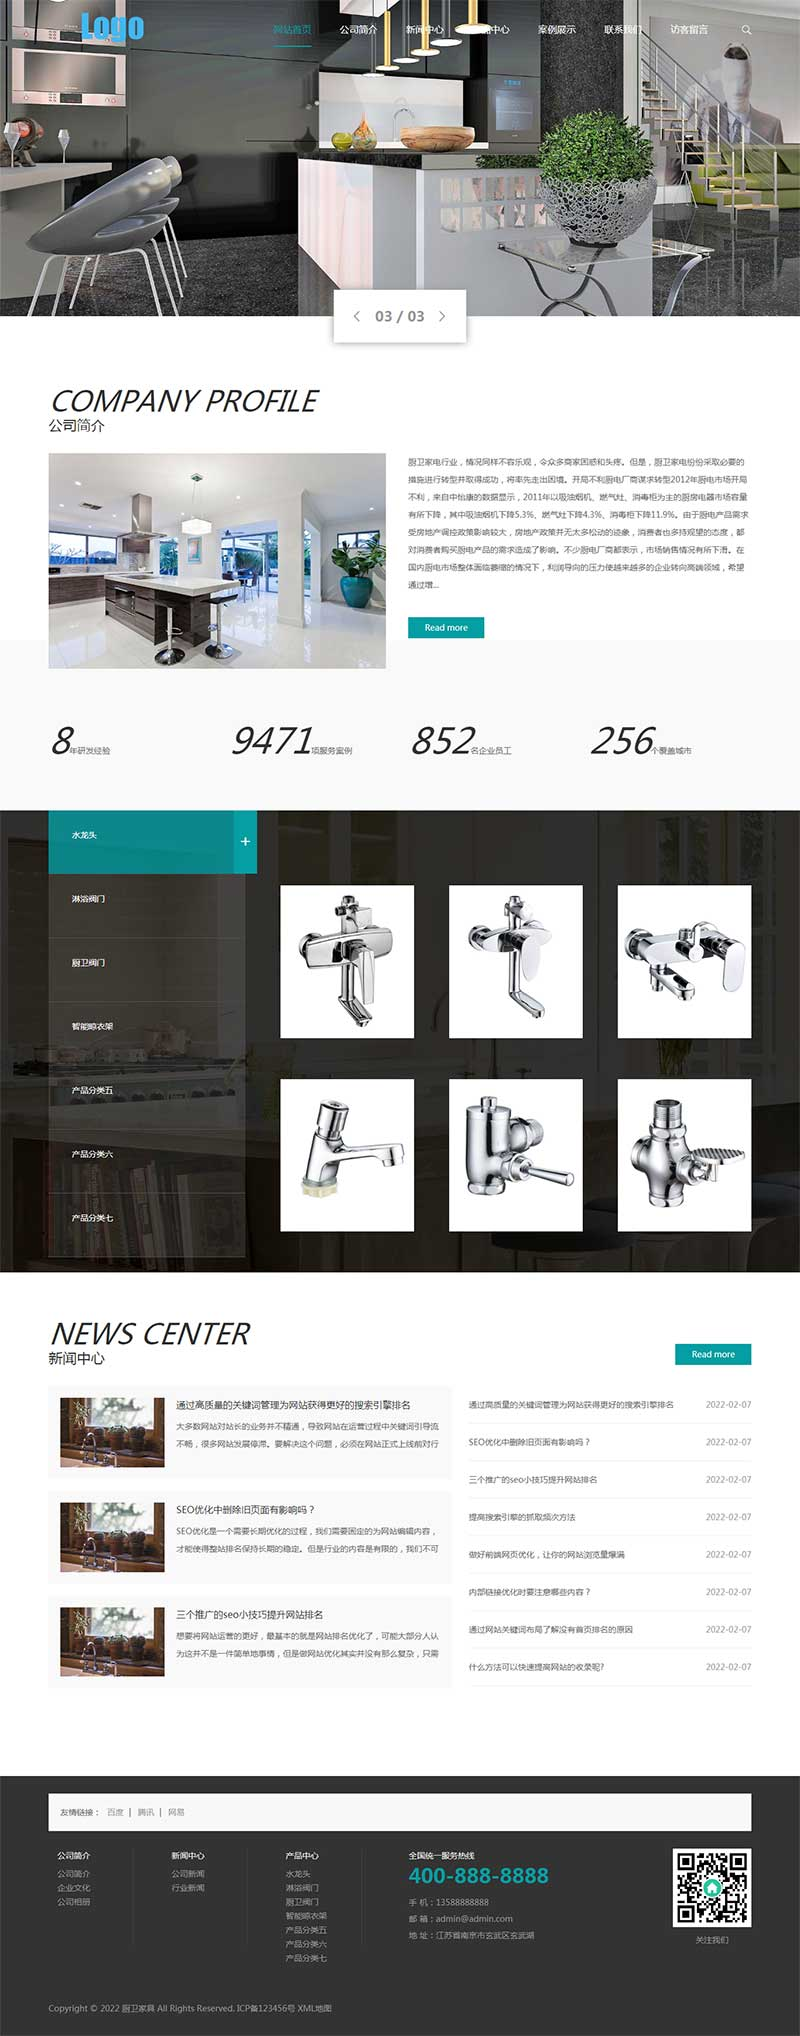 Logo
网站首页 公司简介 新闻中心 案例展示 联系我们 访客留言
03 / 03
COMPANY PROFILE
公司简介
厨卫家电行业，情况同样不容乐观，令众多商家困惑和头疼。但是，厨卫家电纷纷采取必要的
措施进行转型并取得成功，将率先走出困境。开局不利厨电厂商谋求转型2012年厨电市场开局
不利，来自中怡康的数据显示，2011年以吸油烟机、燃气灶、消毒柜为主的厨房电器市场容量
有所下降，其中吸油烟机下降5.3%、燃气灶下降4.3%、消毒柜下降11.9%。由于厨电产品需求
受房地产调控政策影响较大，房地产政策并无太多松动的迹象，消费者也多持观望的态度，都
对消费者购买厨电产品的需求造成了影响。不少厨电厂商都表示，市场销售情况有所下滑。在
国内厨电市场整体面临萎缩的情况下，利润导向的压力使越来越多的企业转向高端领域，希望
通过增...
Read more
8年研发经验 9471项服务案例 852名企业员工 256个覆盖城市
水龙头 +
淋浴阀门
厨卫阀门
智能晾衣架
产品分类五
产品分类六
产品分类七
NEWS CENTER
新闻中心
Read more
通过高质量的关键词管理为网站获得更好的搜索引擎排名
大多数网站对站长的业务并不精通，导致网站在运营过程中关键词引导流
不畅，很多网站发展停滞。要解决这个问题，必须在网站正式上线前对行
SEO优化中删除旧页面有影响吗？
SEO优化是一个需要长期优化的过程，我们需要固定的为网站编辑内容，
才能使得整站排名保持长期的稳定。但是行业的内容是有限的，我们不可
三个推广的seo小技巧提升网站排名
想要将网站运营的更好，最基本的就是网站排名优化了，可能大部分人认
为这并不是一件简单地事情，但是做网站优化其实并没有那么复杂，只需
通过高质量的关键词管理为网站获得更好的搜索引擎排名 2022-02-07
SEO优化中删除旧页面有影响吗？ 2022-02-07
三个推广的seo小技巧提升网站排名 2022-02-07
提高搜索引擎的抓取频次方法 2022-02-07
做好前端网页优化，让你的网站浏览量爆满 2022-02-07
内部链接优化时要注意哪些内容？ 2022-02-07
通过网站关键词布局了解没有首页排名的原因 2022-02-07
什么方法可以快速提高网站的收录呢? 2022-02-07
友情链接： 百度 | 腾讯 | 网易
公司简介
公司简介
企业文化
公司相册
新闻中心
公司新闻
行业新闻
产品中心
水龙头
淋浴阀门
厨卫阀门
智能晾衣架
产品分类五
产品分类六
产品分类七
全国统一服务热线
400-888-8888
手 机：13588888888
邮 箱：admin@admin.com
地 址：江苏省南京市玄武区玄武湖
关注我们
Copyright © 2022 厨卫家具 All Rights Reserved. ICP备123456号 XML地图